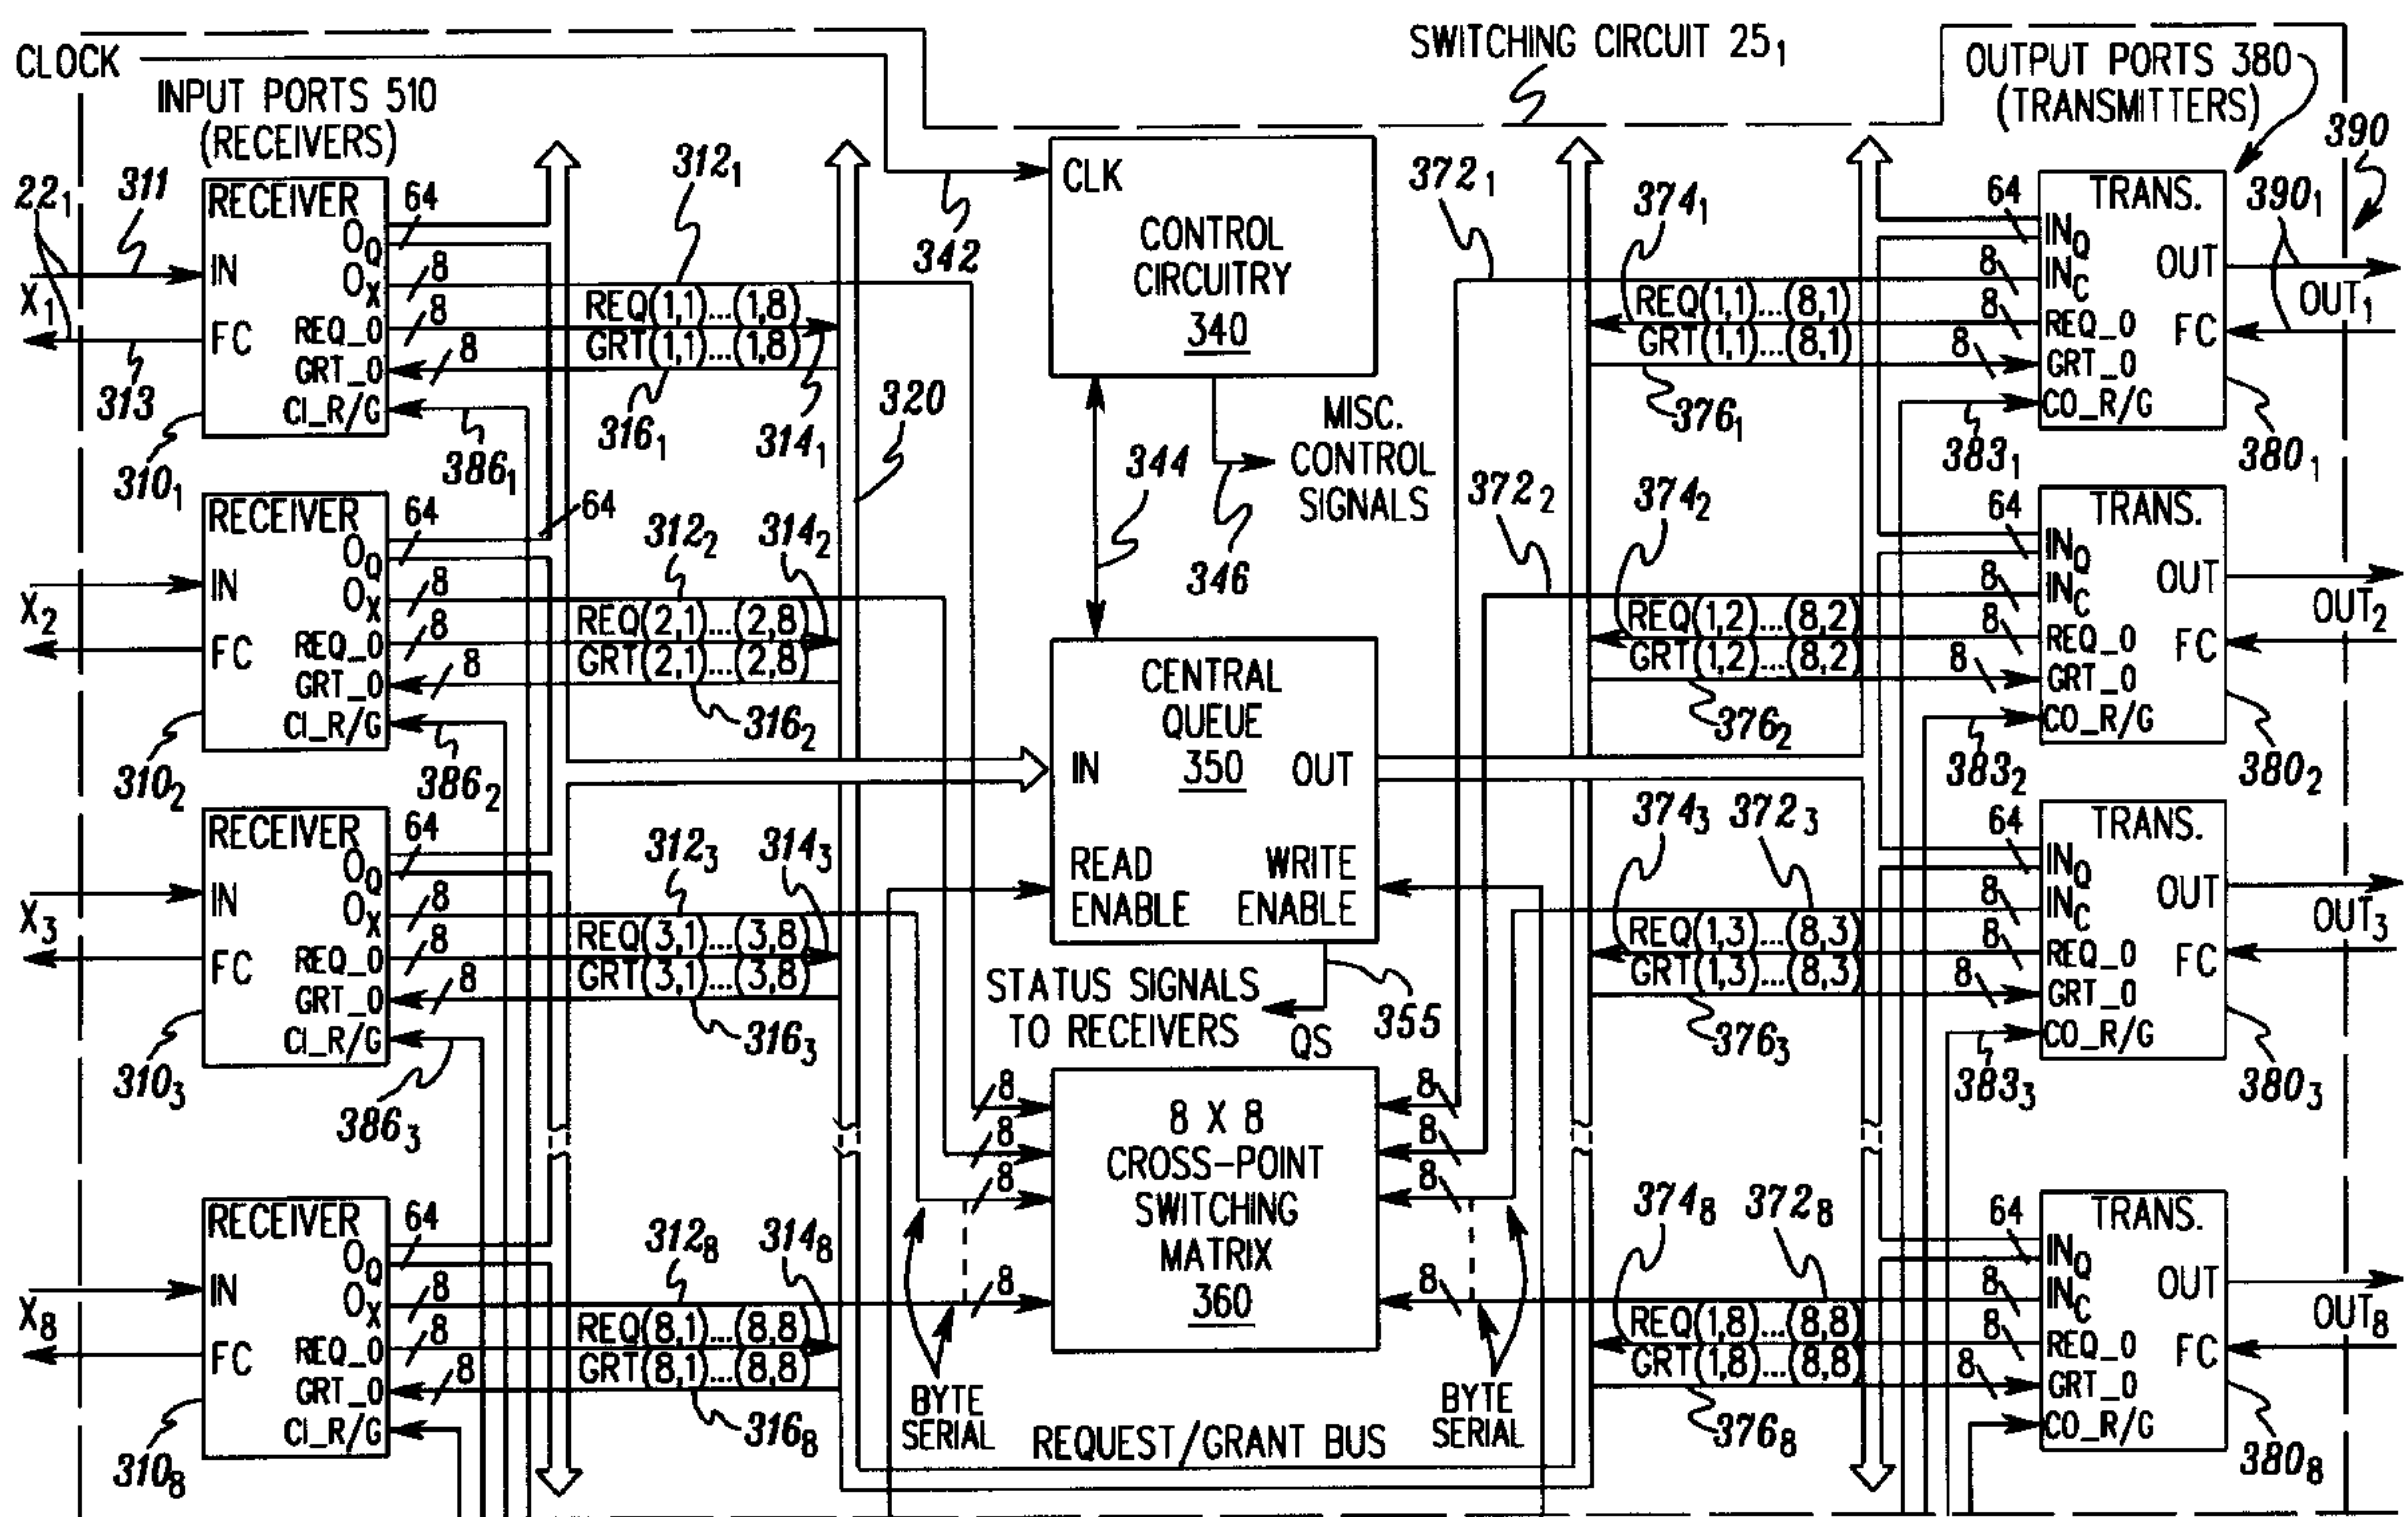 CLOCK
INPUT PORTS 510
(RECEIVERS)
SWITCHING CIRCUIT 25₁
OUTPUT PORTS 380
(TRANSMITTERS)
390
22₁
311
X₁
313
RECEIVER
64
O_Q
IN
O_X
8
FC
REQ_0
8
GRT_0
8
CI_R/G
310₁
386₁
312₁
REQ(1,1)...(1,8)
GRT(1,1)...(1,8)
316₁
314₁
320
342
CLK
CONTROL
CIRCUITRY
340
344
MISC.
CONTROL
SIGNALS
346
372₁
374₁
REQ(1,1)...(8,1)
GRT(1,1)...(8,1)
376₁
TRANS.
64
IN_Q
8
IN_C
OUT
8
REQ_0
FC
8
GRT_0
CO_R/G
383₁
380₁
390₁
OUT₁
X₂
RECEIVER
64
64
O_Q
IN
O_X
8
FC
REQ_0
8
GRT_0
8
CI_R/G
310₂
386₂
312₂
314₂
REQ(2,1)...(2,8)
GRT(2,1)...(2,8)
316₂
CENTRAL
QUEUE
350
IN
OUT
READ
ENABLE
WRITE
ENABLE
STATUS SIGNALS
TO RECEIVERS
QS
355
372₂
374₂
REQ(1,2)...(8,2)
GRT(1,2)...(8,2)
376₂
TRANS.
64
IN_Q
8
IN_C
OUT
8
REQ_0
FC
8
GRT_0
CO_R/G
383₂
380₂
OUT₂
X₃
RECEIVER
64
O_Q
IN
O_X
8
FC
REQ_0
8
GRT_0
8
CI_R/G
310₃
386₃
312₃
314₃
REQ(3,1)...(3,8)
GRT(3,1)...(3,8)
316₃
374₃
372₃
REQ(1,3)...(8,3)
GRT(1,3)...(8,3)
376₃
TRANS.
64
IN_Q
8
IN_C
OUT
8
REQ_0
FC
8
GRT_0
CO_R/G
383₃
380₃
OUT₃
8
8
8
8
8 X 8
CROSS-POINT
SWITCHING
MATRIX
360
8
8
8
8
X₈
RECEIVER
64
O_Q
IN
O_X
8
FC
REQ_0
8
GRT_0
8
CI_R/G
310₈
312₈
314₈
REQ(8,1)...(8,8)
GRT(8,1)...(8,8)
316₈
BYTE
SERIAL
REQUEST/GRANT BUS
BYTE
SERIAL
374₈
372₈
REQ(1,8)...(8,8)
GRT(1,8)...(8,8)
376₈
TRANS.
64
IN_Q
8
IN_C
OUT
8
REQ_0
FC
8
GRT_0
CO_R/G
380₈
OUT₈